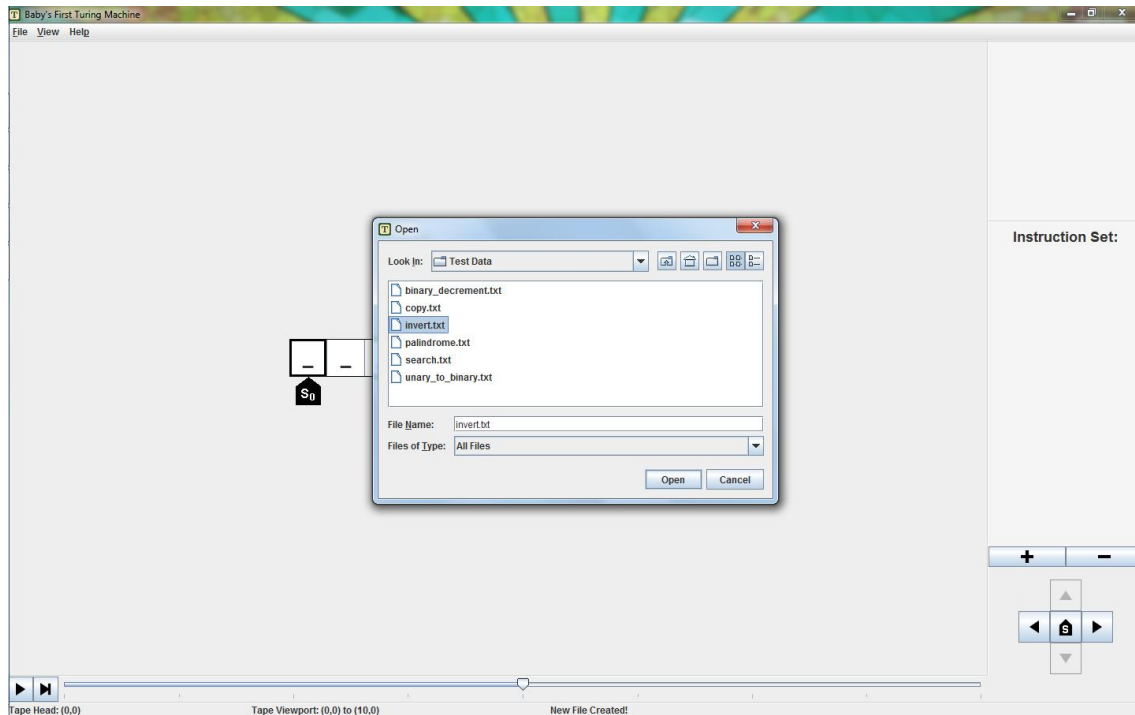 T Baby's First Turing Machine
File View Help
T Open
Look In: Test Data
binary_decrement.txt
copy.txt
invert.txt
palindrome.txt
search.txt
unary_to_binary.txt
File Name: invert.txt
Files of Type: All Files
Open Cancel
_ _
S0
Instruction Set:
+ −
S
Tape Head: (0,0) Tape Viewport: (0,0) to (10,0) New File Created!